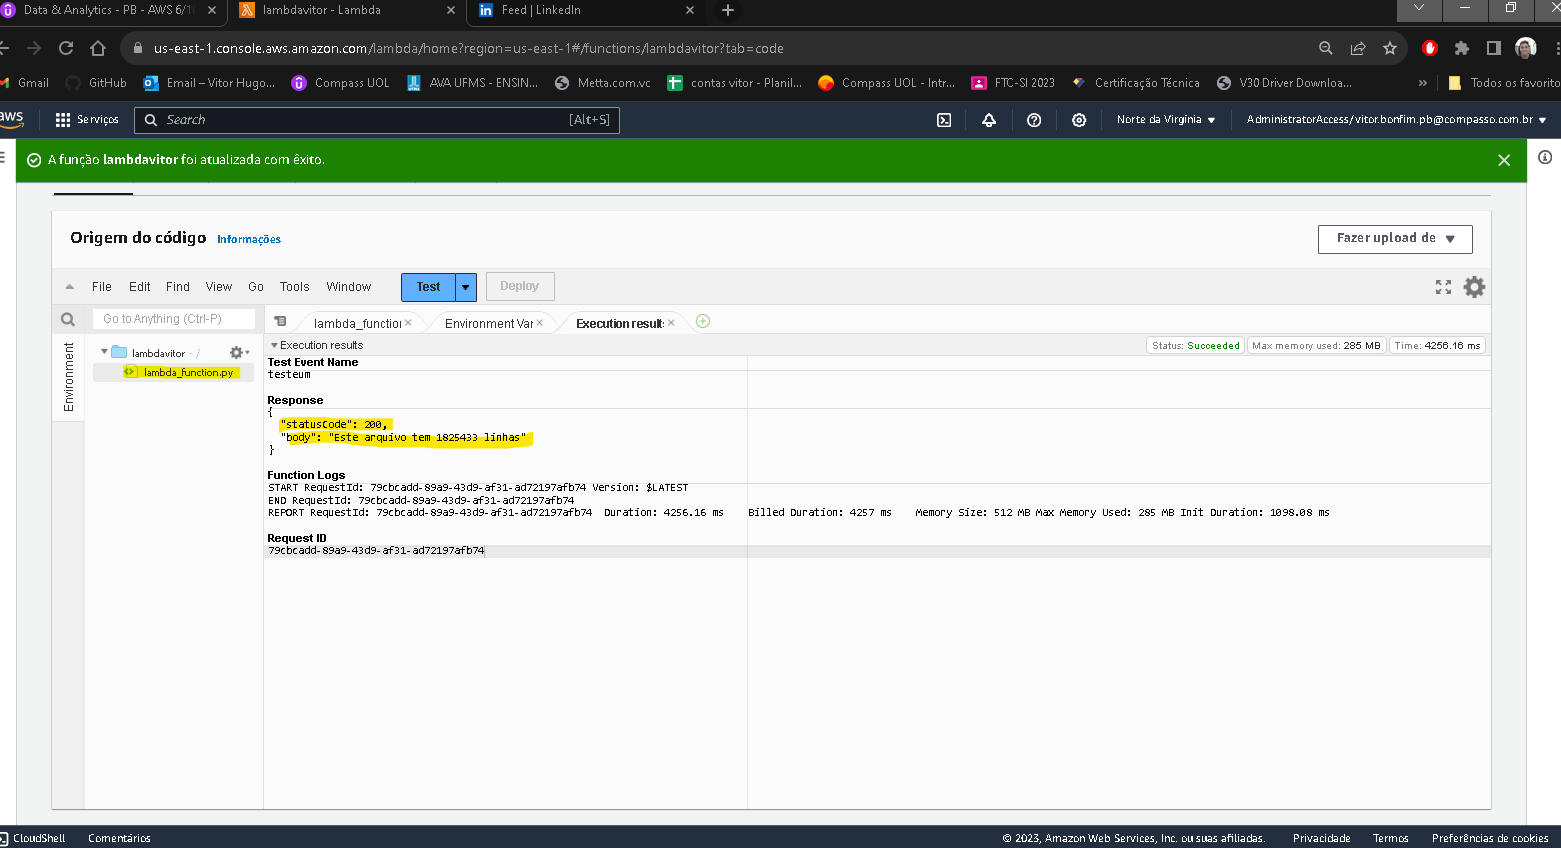 Data & Analytics - PB - AWS 6/1
lambdavitor - Lambda
Feed | LinkedIn
us-east-1.console.aws.amazon.com/lambda/home?region=us-east-1#/functions/lambdavitor?tab=code
Gmail GitHub Email – Vitor Hugo... Compass UOL AVA UFMS - ENSIN... Metta.com.vc contas vitor - Planil... Compass UOL - Intr... FTC-SI 2023 Certificação Técnica V30 Driver Downloa... » Todos os favorito
aws Serviços Search [Alt+S] Norte da Virgínia AdministratorAccess/vitor.bonfim.pb@compasso.com.br
A função lambdavitor foi atualizada com êxito.
Origem do código Informações Fazer upload de
File Edit Find View Go Tools Window Test Deploy
Go to Anything (Ctrl-P) lambda_function Environment Var Execution results
Execution results Status: Succeeded Max memory used: 285 MB Time: 4256.16 ms
Environment
lambdavitor - /
lambda_function.py
Test Event Name
testeum
Response
{
"statusCode": 200,
"body": "Este arquivo tem 1825433 linhas"
}
Function Logs
START RequestId: 79cbcadd-89a9-43d9-af31-ad72197afb74 Version: $LATEST
END RequestId: 79cbcadd-89a9-43d9-af31-ad72197afb74
REPORT RequestId: 79cbcadd-89a9-43d9-af31-ad72197afb74 Duration: 4256.16 ms Billed Duration: 4257 ms Memory Size: 512 MB Max Memory Used: 285 MB Init Duration: 1098.08 ms
Request ID
79cbcadd-89a9-43d9-af31-ad72197afb74
CloudShell Comentários © 2023, Amazon Web Services, Inc. ou suas afiliadas. Privacidade Termos Preferências de cookies